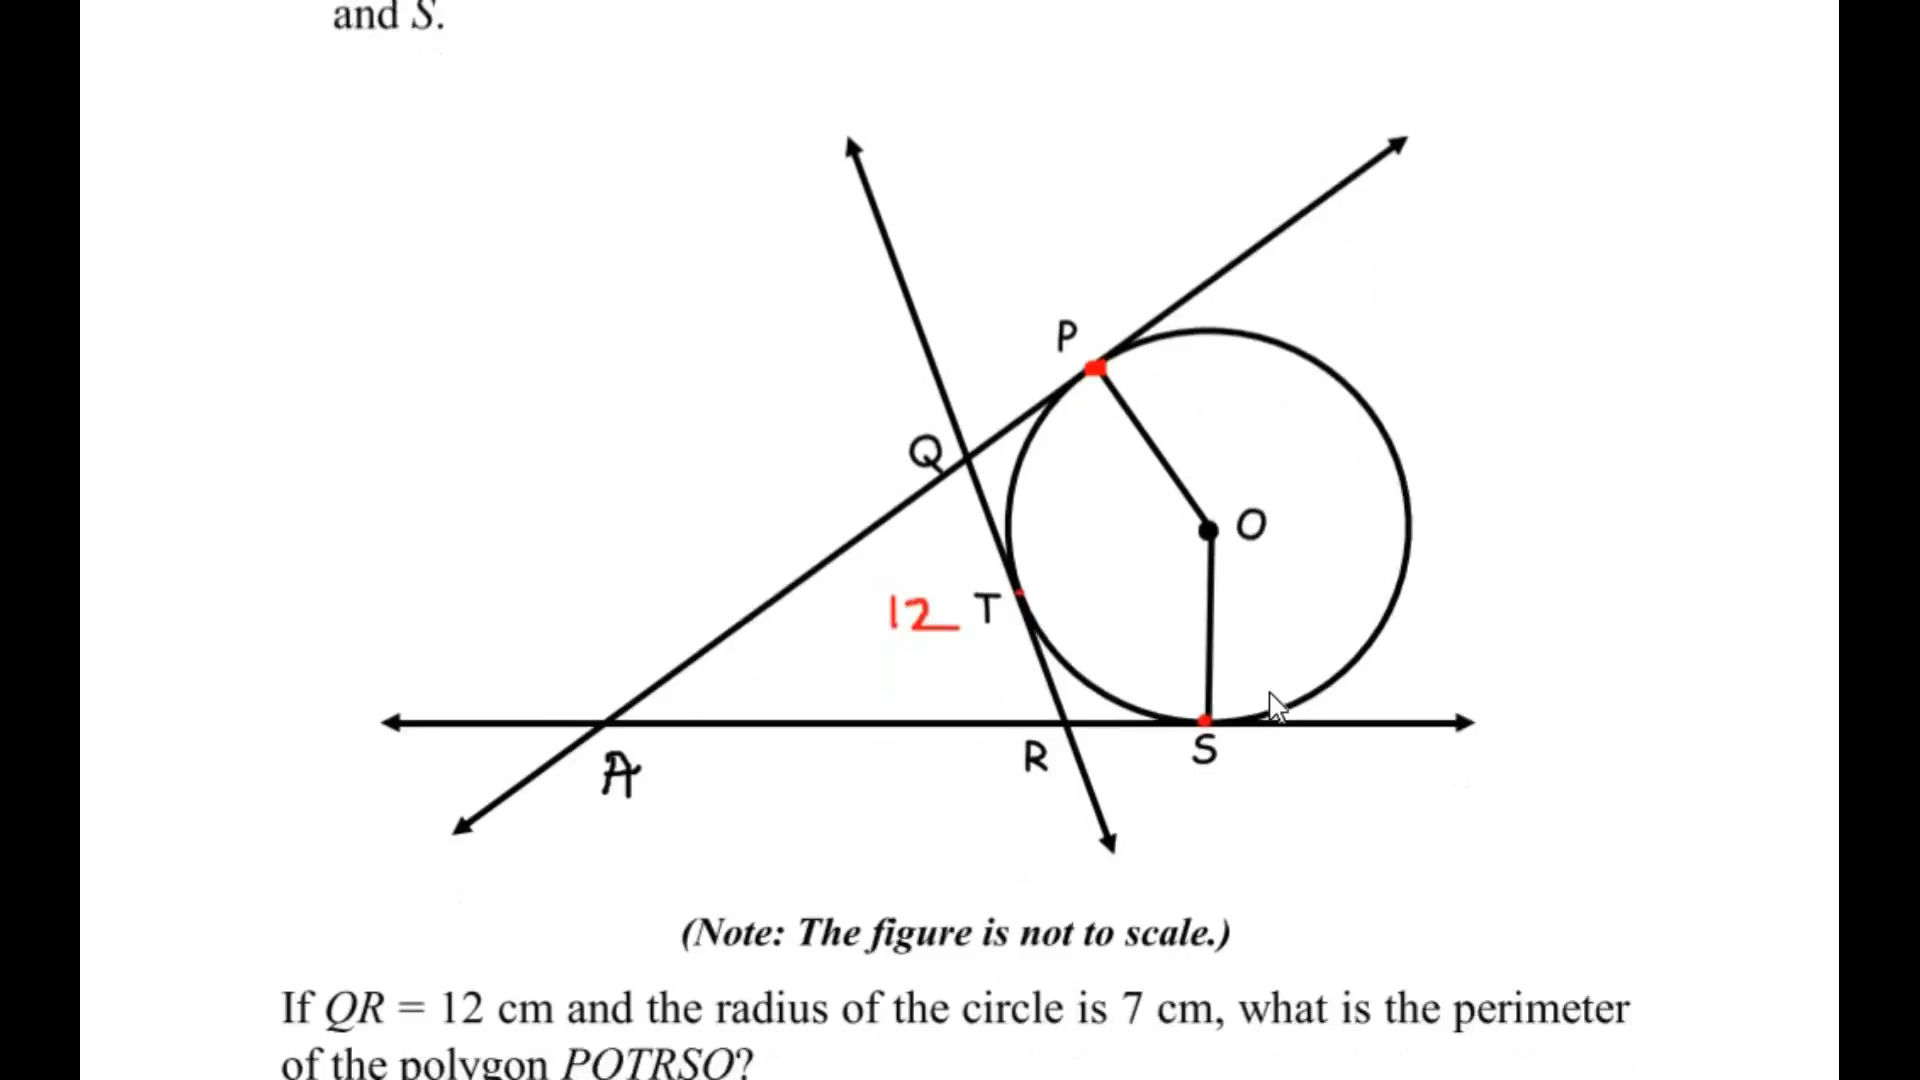 and S.
P
Q
O
12 T
R
S
A
(Note: The figure is not to scale.)
If QR = 12 cm and the radius of the circle is 7 cm, what is the perimeter
of the polygon PQTRSO?